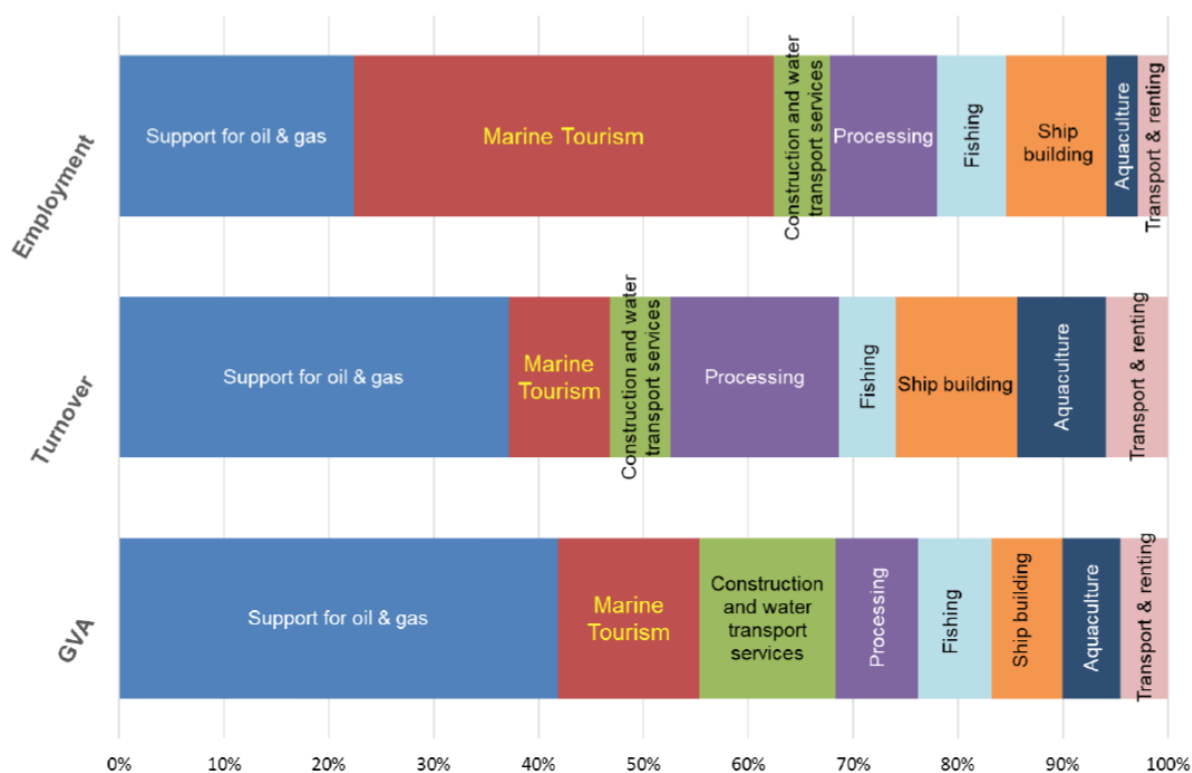 Employment
Support for oil & gas
Marine Tourism
Construction and water
transport services
Processing
Fishing
Ship
building
Aquaculture
Transport & renting
Turnover
Support for oil & gas
Marine
Tourism
Construction and water
transport services
Processing
Fishing
Ship building
Aquaculture
Transport & renting
GVA
Support for oil & gas
Marine
Tourism
Construction
and water
transport
services
Processing
Fishing
Ship building
Aquaculture
Transport & renting
0% 10% 20% 30% 40% 50% 60% 70% 80% 90% 100%